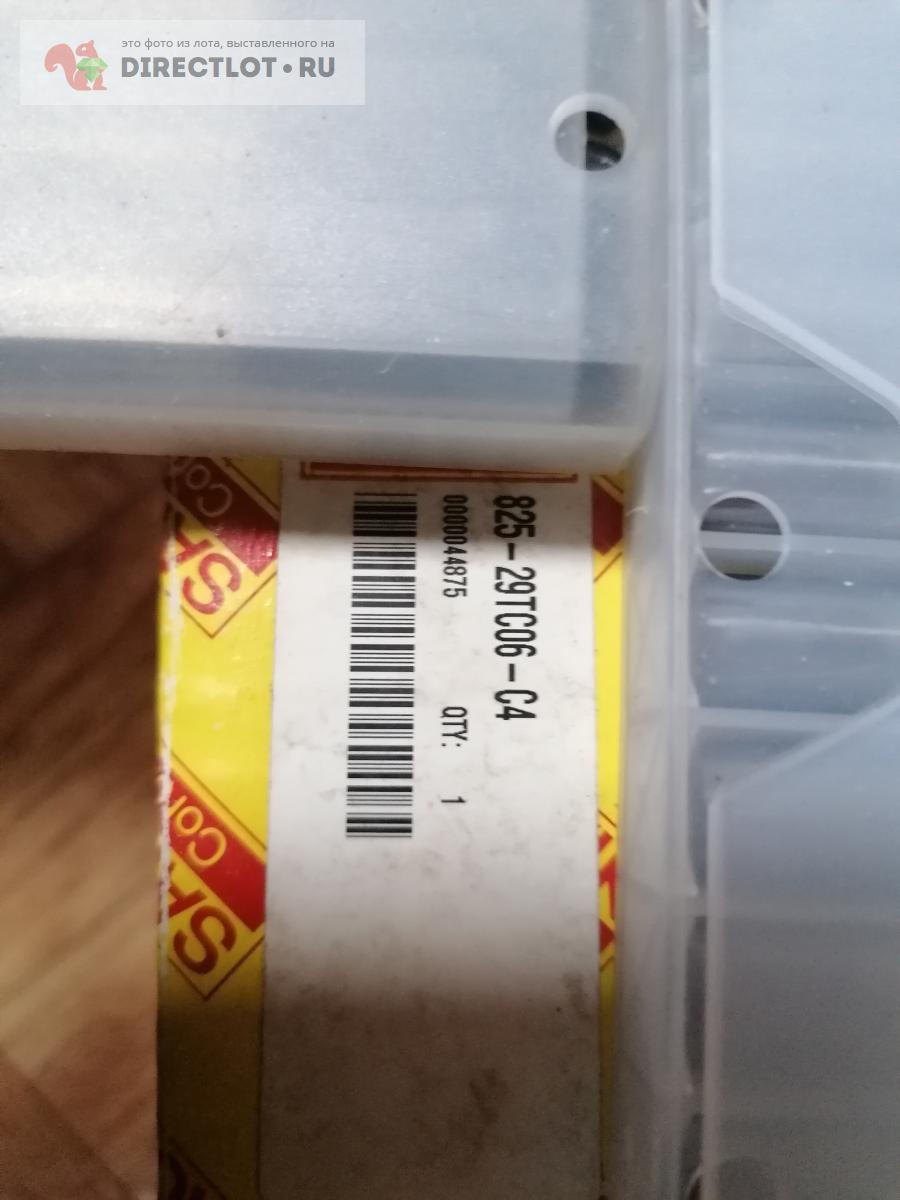 это фото из лота, выставленного на
DIRECTLOT•RU
825-29TC06-C4
0000044875 QTY: 1